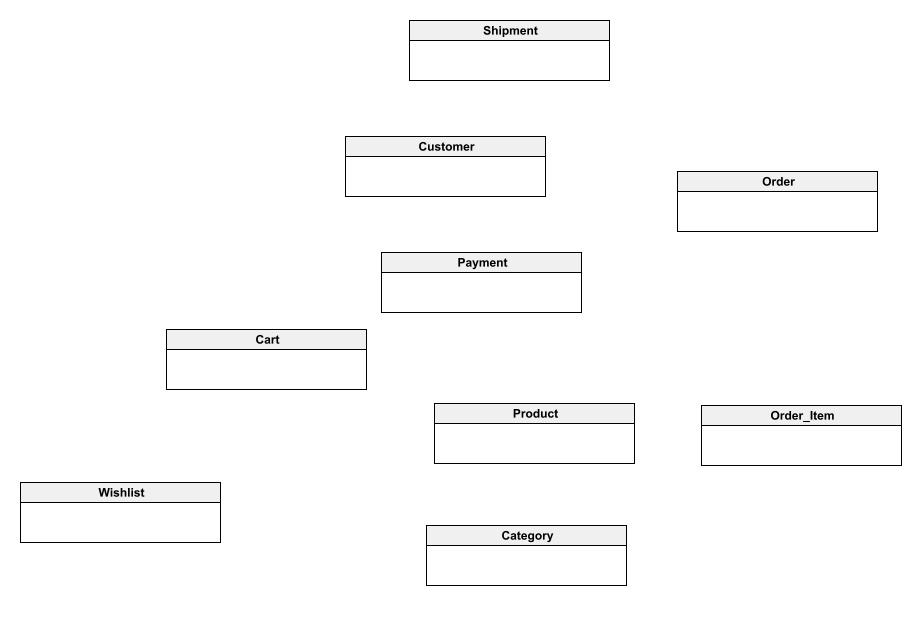 Shipment
Customer
Order
Payment
Cart
Product
Order_Item
Wishlist
Category